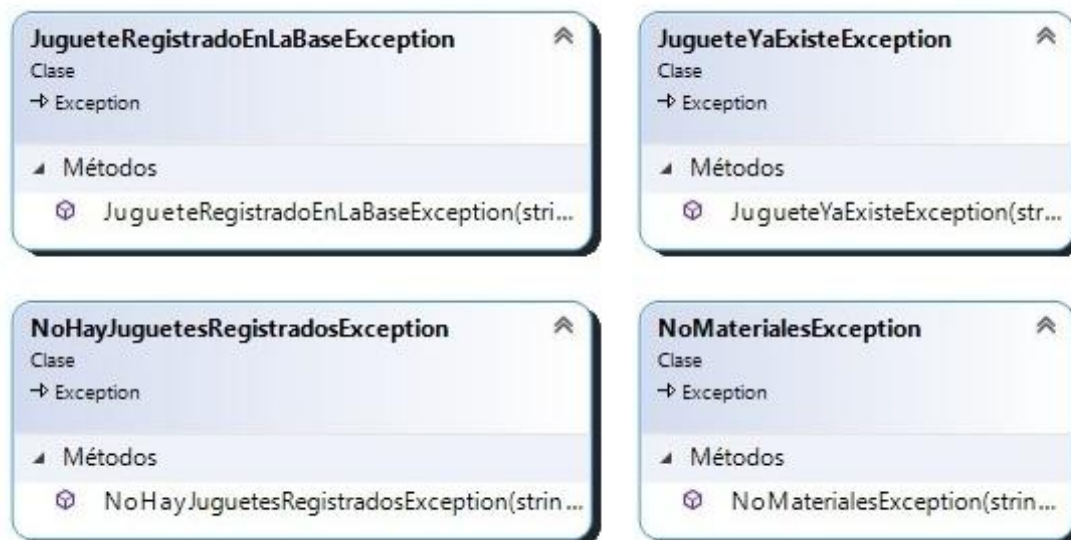 JugueteRegistradoEnLaBaseException
Clase
Exception
Métodos
JugueteRegistradoEnLaBaseException(stri...
JugueteYaExisteException
Clase
Exception
Métodos
JugueteYaExisteException(str...
NoHayJuguetesRegistradosException
Clase
Exception
Métodos
NoHayJuguetesRegistradosException(strin...
NoMaterialesException
Clase
Exception
Métodos
NoMaterialesException(strin...